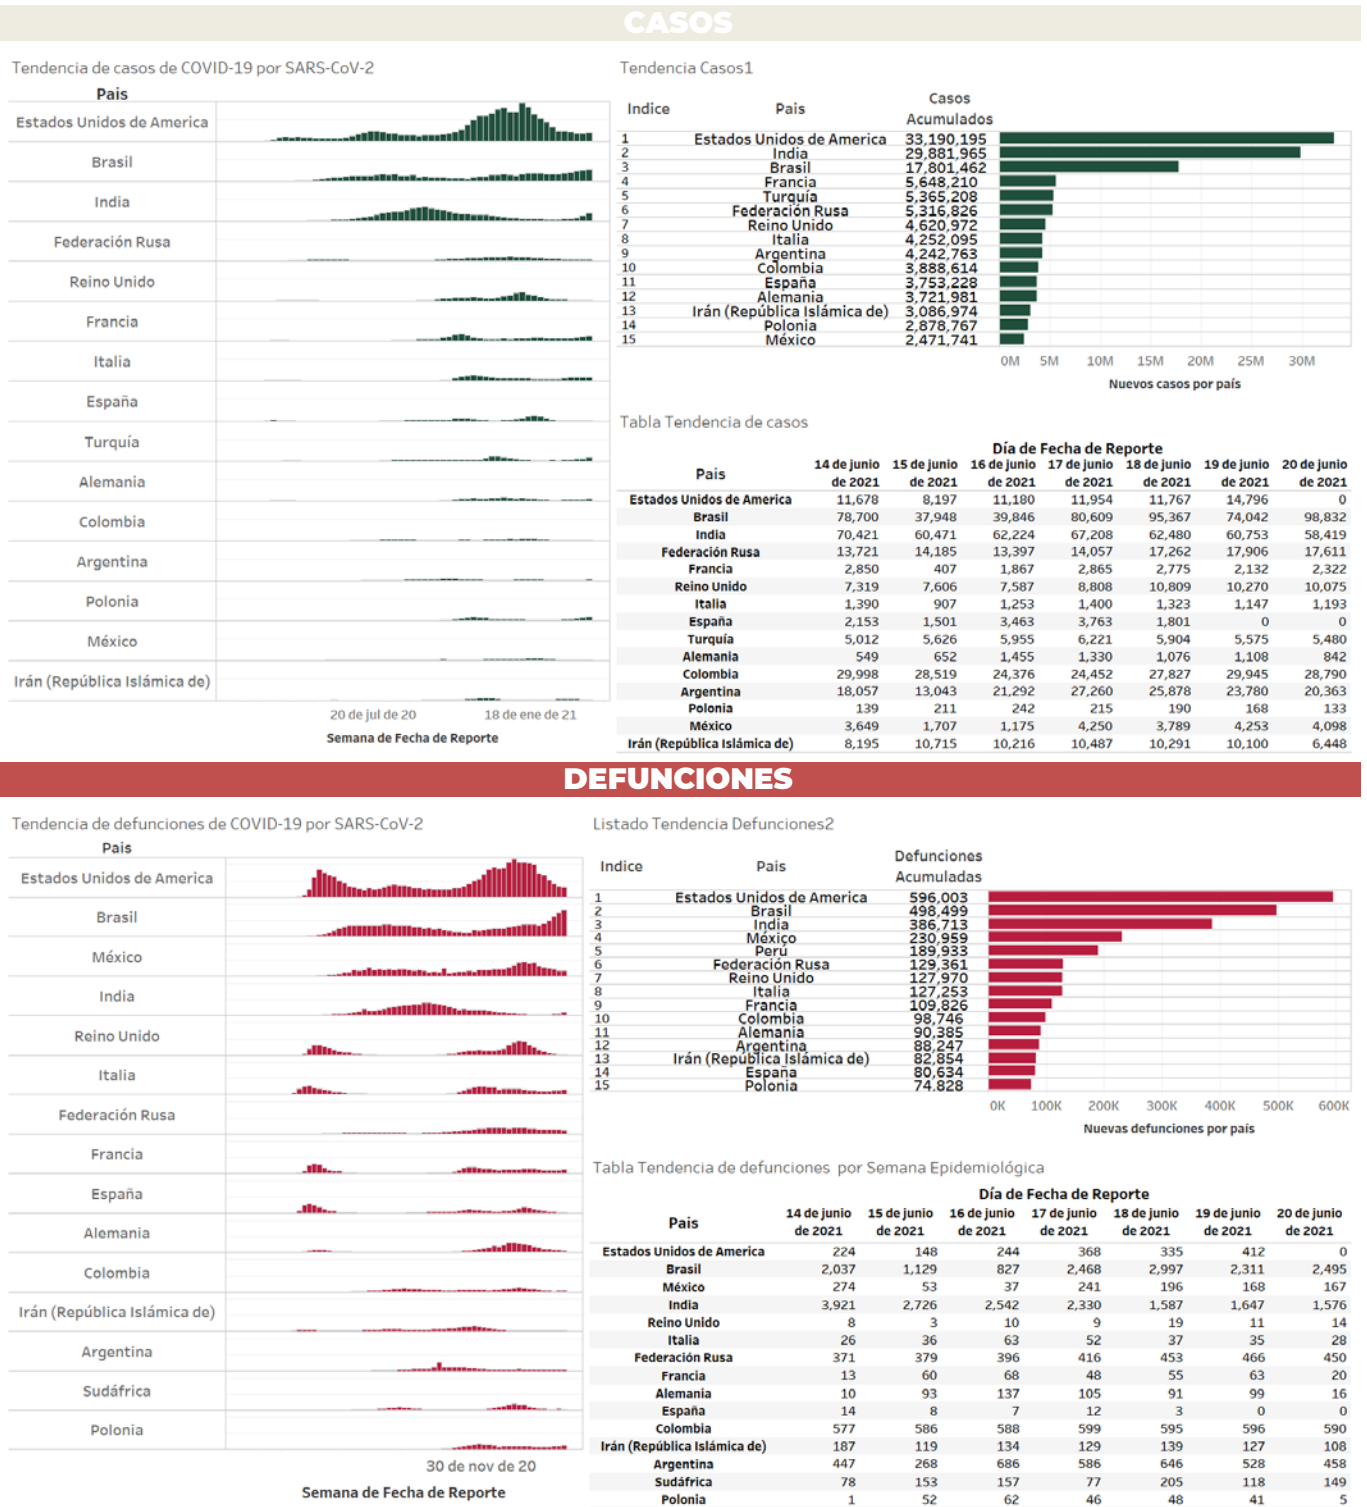 CASOS
Tendencia de casos de COVID-19 por SARS-CoV-2
Pais
Estados Unidos de America
Brasil
India
Federación Rusa
Reino Unido
Francia
Italia
España
Turquía
Alemania
Colombia
Argentina
Polonia
México
Irán (República Islámica de)
20 de jul de 20 18 de ene de 21
Semana de Fecha de Reporte
Tendencia Casos1
Indice Pais Casos Acumulados
1 Estados Unidos de America 33,190,195
2 India 29,881,965
3 Brasil 17,801,462
4 Francia 5,648,210
5 Turquía 5,365,208
6 Federación Rusa 5,316,826
7 Reino Unido 4,620,972
8 Italia 4,252,095
9 Argentina 4,242,763
10 Colombia 3,888,614
11 España 3,753,228
12 Alemania 3,721,981
13 Irán (República Islámica de) 3,086,974
14 Polonia 2,878,767
15 México 2,471,741
0M 5M 10M 15M 20M 25M 30M
Nuevos casos por país
Tabla Tendencia de casos
Día de Fecha de Reporte
Pais 14 de junio de 2021 15 de junio de 2021 16 de junio de 2021 17 de junio de 2021 18 de junio de 2021 19 de junio de 2021 20 de junio de 2021
Estados Unidos de America 11,678 8,197 11,180 11,954 11,767 14,796 0
Brasil 78,700 37,948 39,846 80,609 95,367 74,042 98,832
India 70,421 60,471 62,224 67,208 62,480 60,753 58,419
Federación Rusa 13,721 14,185 13,397 14,057 17,262 17,906 17,611
Francia 2,850 407 1,867 2,865 2,775 2,132 2,322
Reino Unido 7,319 7,606 7,587 8,808 10,809 10,270 10,075
Italia 1,390 907 1,253 1,400 1,323 1,147 1,193
España 2,153 1,501 3,463 3,763 1,801 0 0
Turquía 5,012 5,626 5,955 6,221 5,904 5,575 5,480
Alemania 549 652 1,455 1,330 1,076 1,108 842
Colombia 29,998 28,519 24,376 24,452 27,827 29,945 28,790
Argentina 18,057 13,043 21,292 27,260 25,878 23,780 20,363
Polonia 139 211 242 215 190 168 133
México 3,649 1,707 1,175 4,250 3,789 4,253 4,098
Irán (República Islámica de) 8,195 10,715 10,216 10,487 10,291 10,100 6,448
DEFUNCIONES
Tendencia de defunciones de COVID-19 por SARS-CoV-2
Pais
Estados Unidos de America
Brasil
México
India
Reino Unido
Italia
Federación Rusa
Francia
España
Alemania
Colombia
Irán (República Islámica de)
Argentina
Sudáfrica
Polonia
30 de nov de 20
Semana de Fecha de Reporte
Listado Tendencia Defunciones2
Indice Pais Defunciones Acumuladas
1 Estados Unidos de America 596,003
2 Brasil 498,499
3 India 386,713
4 México 230,959
5 Perú 189,933
6 Federación Rusa 129,361
7 Reino Unido 127,970
8 Italia 127,253
9 Francia 109,826
10 Colombia 98,746
11 Alemania 90,385
12 Argentina 88,247
13 Irán (República Islámica de) 82,854
14 España 80,634
15 Polonia 74,828
0K 100K 200K 300K 400K 500K 600K
Nuevas defunciones por país
Tabla Tendencia de defunciones por Semana Epidemiológica
Día de Fecha de Reporte
Pais 14 de junio de 2021 15 de junio de 2021 16 de junio de 2021 17 de junio de 2021 18 de junio de 2021 19 de junio de 2021 20 de junio de 2021
Estados Unidos de America 224 148 244 368 335 412 0
Brasil 2,037 1,129 827 2,468 2,997 2,311 2,495
México 274 53 37 241 196 168 167
India 3,921 2,726 2,542 2,330 1,587 1,647 1,576
Reino Unido 8 3 10 9 19 11 14
Italia 26 36 63 52 37 35 28
Federación Rusa 371 379 396 416 453 466 450
Francia 13 60 68 48 55 63 20
Alemania 10 93 137 105 91 99 16
España 14 8 7 12 3 0 0
Colombia 577 586 588 599 595 596 590
Irán (República Islámica de) 187 119 134 129 139 127 108
Argentina 447 268 686 586 646 528 458
Sudáfrica 78 153 157 77 205 118 149
Polonia 1 52 62 46 48 41 5